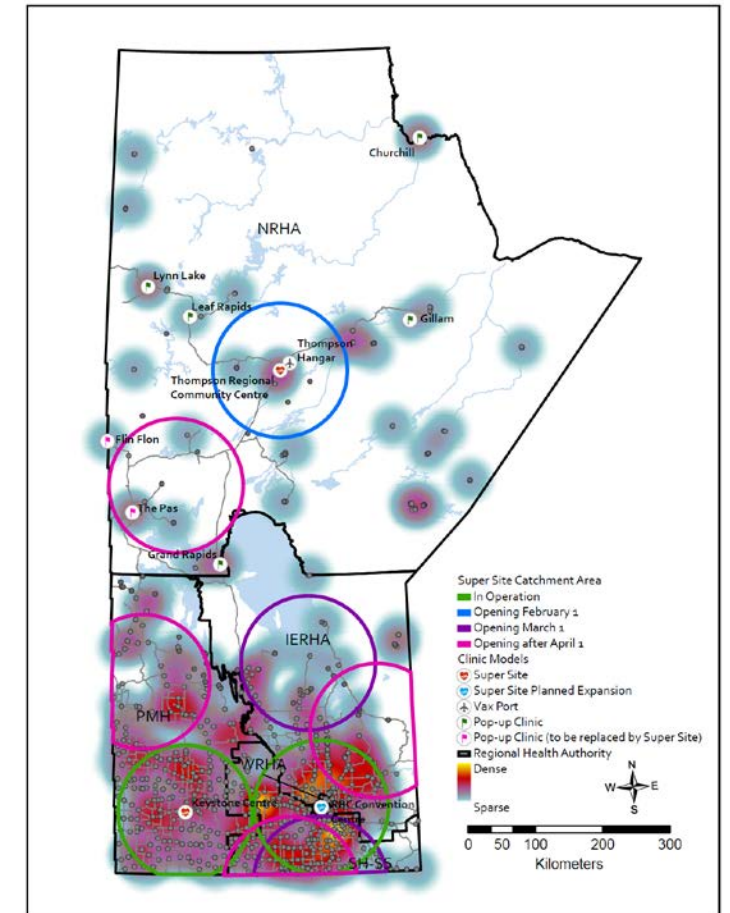 Churchill
NRHA
Lynn Lake
Leaf Rapids
Gillam
Thompson
Hangar
Thompson Regional
Community Centre
Flin Flon
The Pas
Grand Rapids
IERHA
PMH
WRHA
Keystone Centre
RBC Convention
Centre
SH-SS
Super Site Catchment Area
In Operation
Opening February 1
Opening March 1
Opening after April 1
Clinic Models
Super Site
Super Site Planned Expansion
Vax Port
Pop-up Clinic
Pop-up Clinic (to be replaced by Super Site)
Regional Health Authority
Dense
Sparse
N
W E
S
0 50 100 200 300
Kilometers